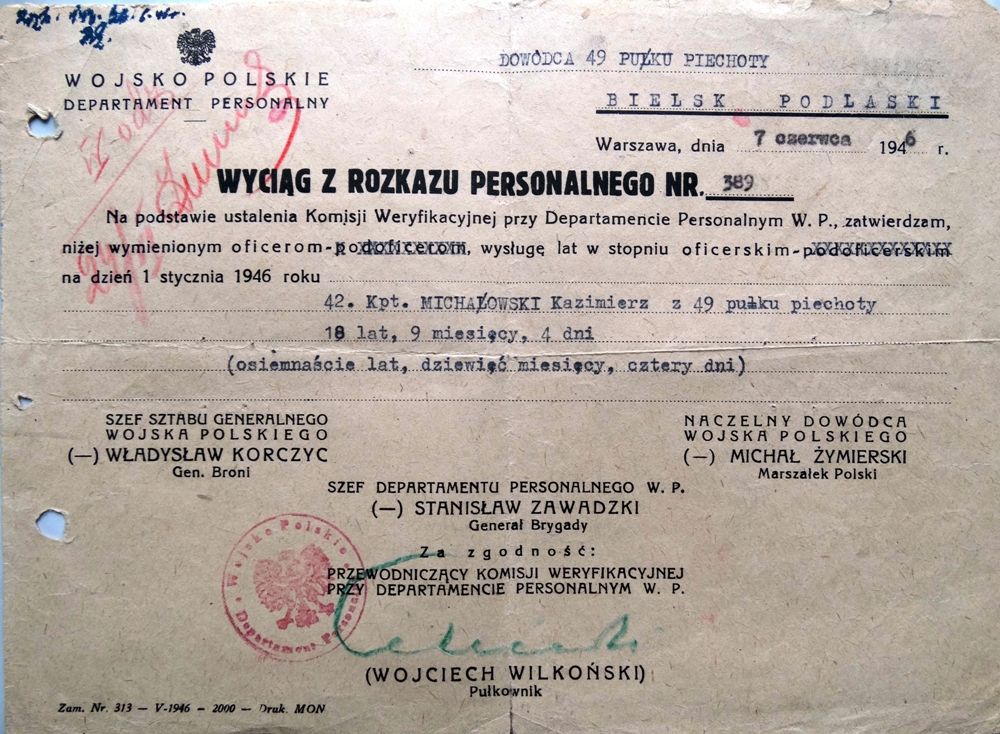 WOJSKO POLSKIE
DEPARTAMENT PERSONALNY
DOWÓDCA 49 PUŁKU PIECHOTY
BIELSK PODLASKI
Warszawa, dnia 7 czerwca 1946 r.
WYCIĄG Z ROZKAZU PERSONALNEGO NR. 389
Na podstawie ustalenia Komisji Weryfikacyjnej przy Departamencie Personalnym W. P., zatwierdzam,
niżej wymienionym oficerom-podoficerom, wysługę lat w stopniu oficerskim-podoficerskim
na dzień 1 stycznia 1946 roku
42. Kpt. MICHAŁOWSKI Kazimierz z 49 pułku piechoty
18 lat, 9 miesięcy, 4 dni
(osiemnaście lat, dziewięć miesięcy, cztery dni)
SZEF SZTABU GENERALNEGO
WOJSKA POLSKIEGO
(—) WŁADYSŁAW KORCZYC
Gen. Broni
NACZELNY DOWÓDCA
WOJSKA POLSKIEGO
(—) MICHAŁ ŻYMIERSKI
Marszałek Polski
SZEF DEPARTAMENTU PERSONALNEGO W. P.
(—) STANISŁAW ZAWADZKI
Generał Brygady
Za zgodność:
PRZEWODNICZĄCY KOMISJI WERYFIKACYJNEJ
PRZY DEPARTAMENCIE PERSONALNYM W. P.
Wojsko Polskie
Departament Personalny
(WOJCIECH WILKOŃSKI)
Pułkownik
Zam. Nr. 313 — V-1946 – 2000 — Druk. MON